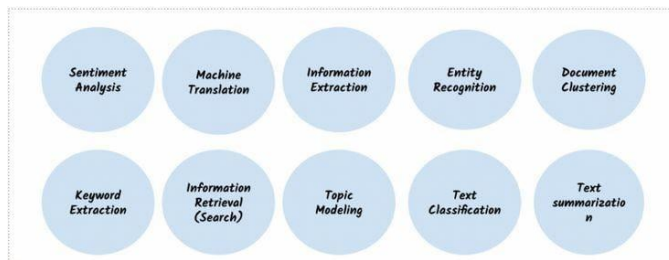 Sentiment
Analysis
Machine
Translation
Information
Extraction
Entity
Recognition
Document
Clustering
Keyword
Extraction
Information
Retrieval
(Search)
Topic
Modeling
Text
Classification
Text
summarizatio
n